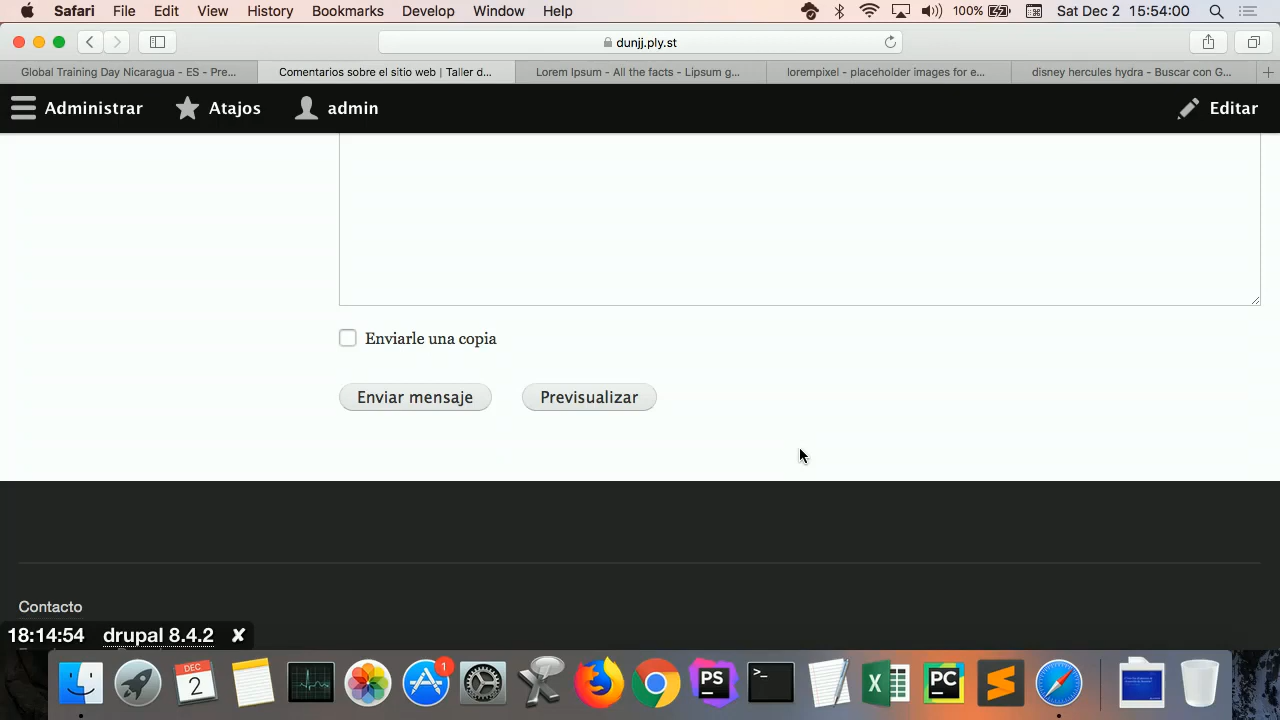 Safari File Edit View History Bookmarks Develop Window Help 100% Sat Dec 2 15:54:00
dunjj.ply.st
Global Training Day Nicaragua - ES - Pre... Comentarios sobre el sitio web | Taller d... Lorem Ipsum - All the facts - Lipsum g... lorempixel - placeholder images for e... disney hercules hydra - Buscar con G...
Administrar Atajos admin Editar
Enviarle una copia
Enviar mensaje Previsualizar
Contacto
18:14:54 drupal 8.4.2 ✘
1
DEC
2
PS
>_
X
PC